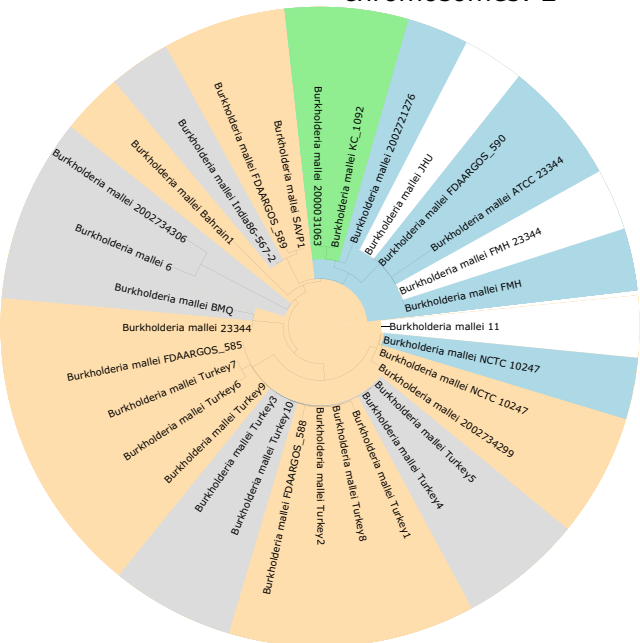 Burkholderia mallei 2000031063
Burkholderia mallei KC_1092
Burkholderia mallei 2002721276
Burkholderia mallei JHU
Burkholderia mallei FDAARGOS_590
Burkholderia mallei ATCC 23344
Burkholderia mallei FMH 23344
Burkholderia mallei FMH
Burkholderia mallei 11
Burkholderia mallei NCTC 10247
Burkholderia mallei NCTC 10247
Burkholderia mallei 2002734299
Burkholderia mallei Turkey5
Burkholderia mallei Turkey4
Burkholderia mallei Turkey1
Burkholderia mallei Turkey8
Burkholderia mallei Turkey2
Burkholderia mallei FDAARGOS_588
Burkholderia mallei Turkey10
Burkholderia mallei Turkey3
Burkholderia mallei Turkey9
Burkholderia mallei Turkey6
Burkholderia mallei Turkey7
Burkholderia mallei FDAARGOS_585
Burkholderia mallei 23344
Burkholderia mallei BMQ
Burkholderia mallei 6
Burkholderia mallei 2002734306
Burkholderia mallei Bahrain1
Burkholderia mallei India86-567-2
Burkholderia mallei FDAARGOS_589
Burkholderia mallei SAVP1